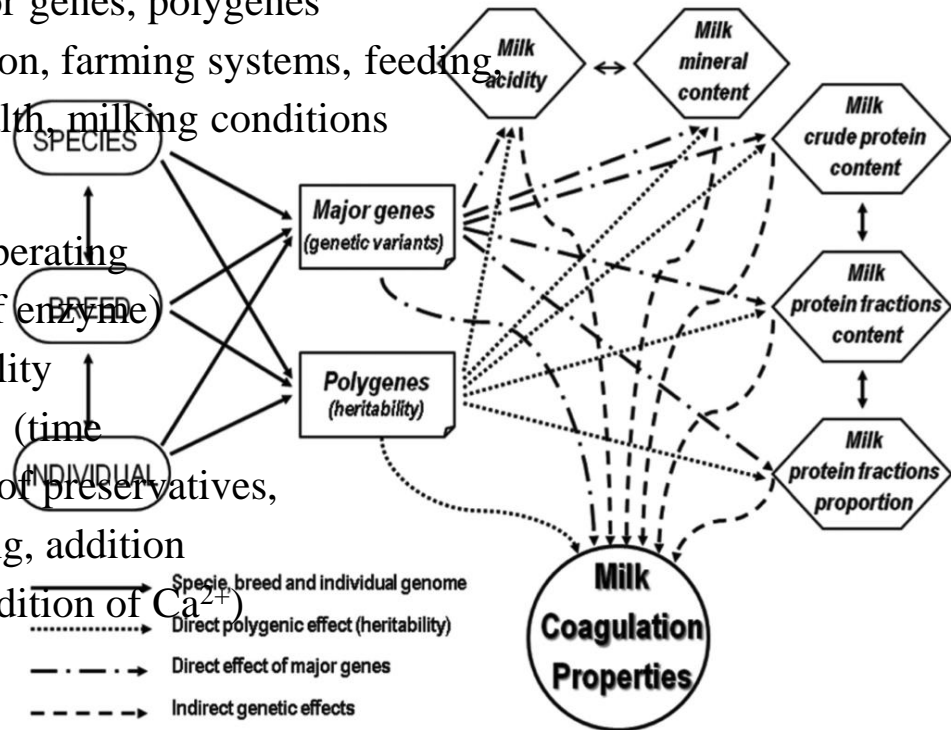 or genes, polygenes
on, farming systems, feeding,
lth, milking conditions
perating
f enzyme)
lity
(time
of preservatives,
g, addition
dition of Ca²⁺)
SPECIES
BREED
INDIVIDUAL
Major genes
(genetic variants)
Polygenes
(heritability)
Milk
acidity
Milk
mineral
content
Milk
crude protein
content
Milk
protein fractions
content
Milk
protein fractions
proportion
Milk
Coagulation
Properties
Specie, breed and individual genome
Direct polygenic effect (heritability)
Direct effect of major genes
Indirect genetic effects